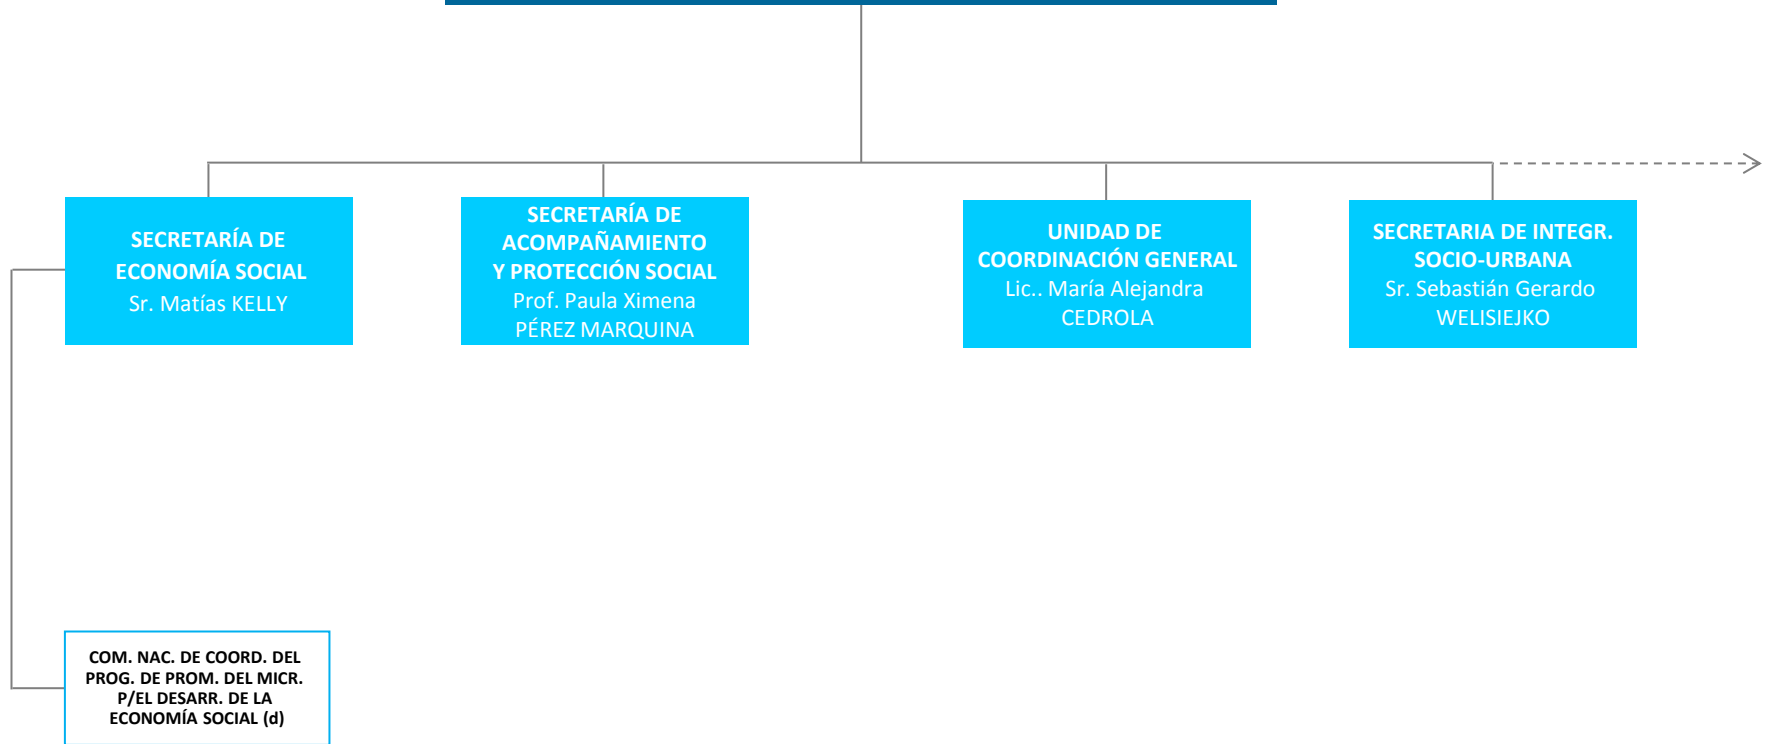 SECRETARÍA DE
ECONOMÍA SOCIAL
Sr. Matías KELLY
SECRETARÍA DE
ACOMPAÑAMIENTO
Y PROTECCIÓN SOCIAL
Prof. Paula Ximena
PÉREZ MARQUINA
UNIDAD DE
COORDINACIÓN GENERAL
Lic.. María Alejandra
CEDROLA
SECRETARIA DE INTEGR.
SOCIO-URBANA
Sr. Sebastián Gerardo
WELISIEJKO
COM. NAC. DE COORD. DEL
PROG. DE PROM. DEL MICR.
P/EL DESARR. DE LA
ECONOMÍA SOCIAL (d)